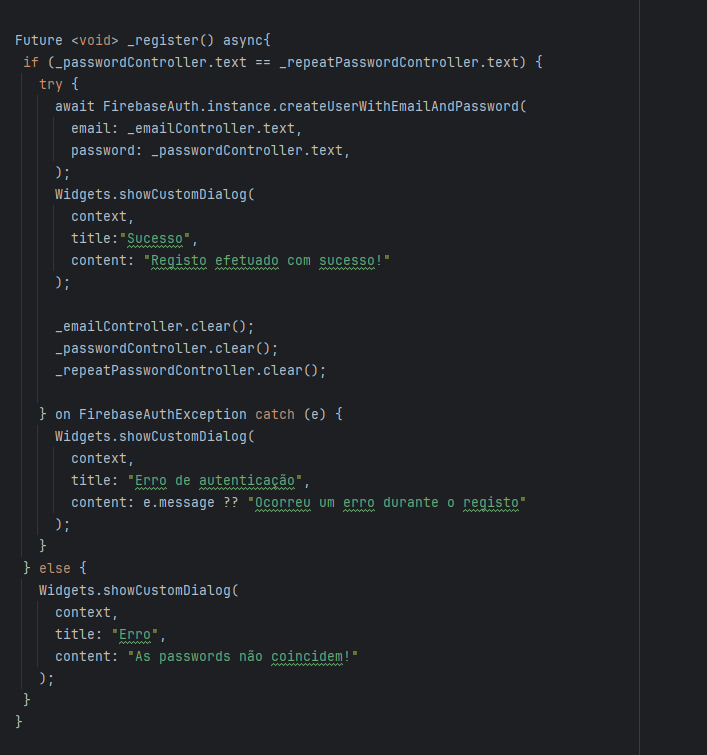 Future <void> _register() async{
if (_passwordController.text == _repeatPasswordController.text) {
try {
await FirebaseAuth.instance.createUserWithEmailAndPassword(
email: _emailController.text,
password: _passwordController.text,
);
Widgets.showCustomDialog(
context,
title:"Sucesso",
content: "Registo efetuado com sucesso!"
);
_emailController.clear();
_passwordController.clear();
_repeatPasswordController.clear();
} on FirebaseAuthException catch (e) {
Widgets.showCustomDialog(
context,
title: "Erro de autenticação",
content: e.message ?? "Ocorreu um erro durante o registo"
);
}
} else {
Widgets.showCustomDialog(
context,
title: "Erro",
content: "As passwords não coincidem!"
);
}
}